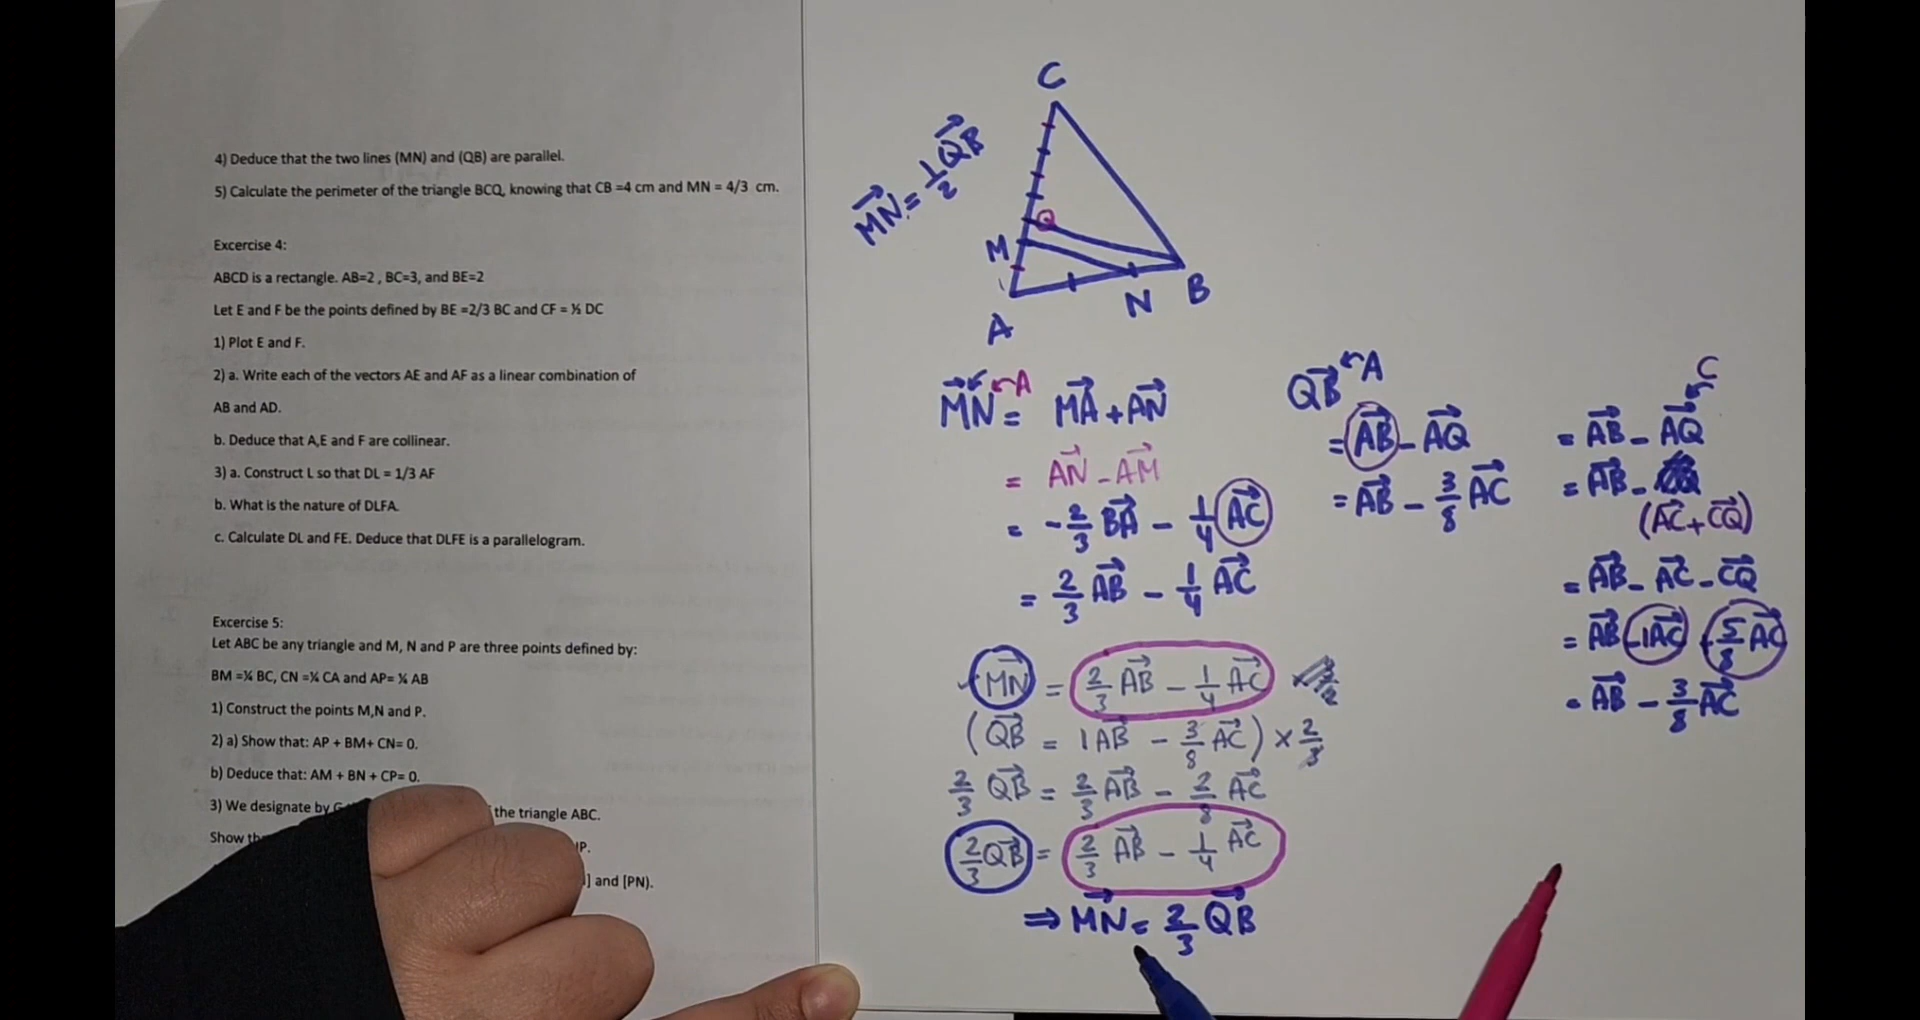 4) Deduce that the two lines (MN) and (QB) are parallel.
5) Calculate the perimeter of the triangle BCQ, knowing that CB =4 cm and MN = 4/3 cm.
Excercise 4:
ABCD is a rectangle. AB=2 , BC=3, and BE=2
Let E and F be the points defined by BE =2/3 BC and CF = ½ DC
1) Plot E and F.
2) a. Write each of the vectors AE and AF as a linear combination of
AB and AD.
b. Deduce that A,E and F are collinear.
3) a. Construct L so that DL = 1/3 AF
b. What is the nature of DLFA.
c. Calculate DL and FE. Deduce that DLFE is a parallelogram.
Excercise 5:
Let ABC be any triangle and M, N and P are three points defined by:
BM =¼ BC, CN =¼ CA and AP= ¼ AB
1) Construct the points M,N and P.
2) a) Show that: AP + BM+ CN= 0.
b) Deduce that: AM + BN + CP= 0.
3) We designate by the triangle ABC.
Show
] and [PN).
C
MN = 1/2 QB
Q
M
N B
A
MN ← A = MA + AN
= AN - AM
= - 2/3 BA - 1/4 AC
= 2/3 AB - 1/4 AC
MN = 2/3 AB - 1/4 AC
(QB = 1AB - 3/8 AC) × 2/3
2/3 QB = 2/3 AB - 2/8 AC
2/3 QB = 2/3 AB - 1/4 AC
⇒ MN = 2/3 QB
QB ← A
= AB - AQ
= AB - 3/8 AC
C
= AB - AQ
= AB -
(AC + CQ)
= AB - AC - CQ
= AB - 1AC + 5/8 AC
= AB - 3/8 AC